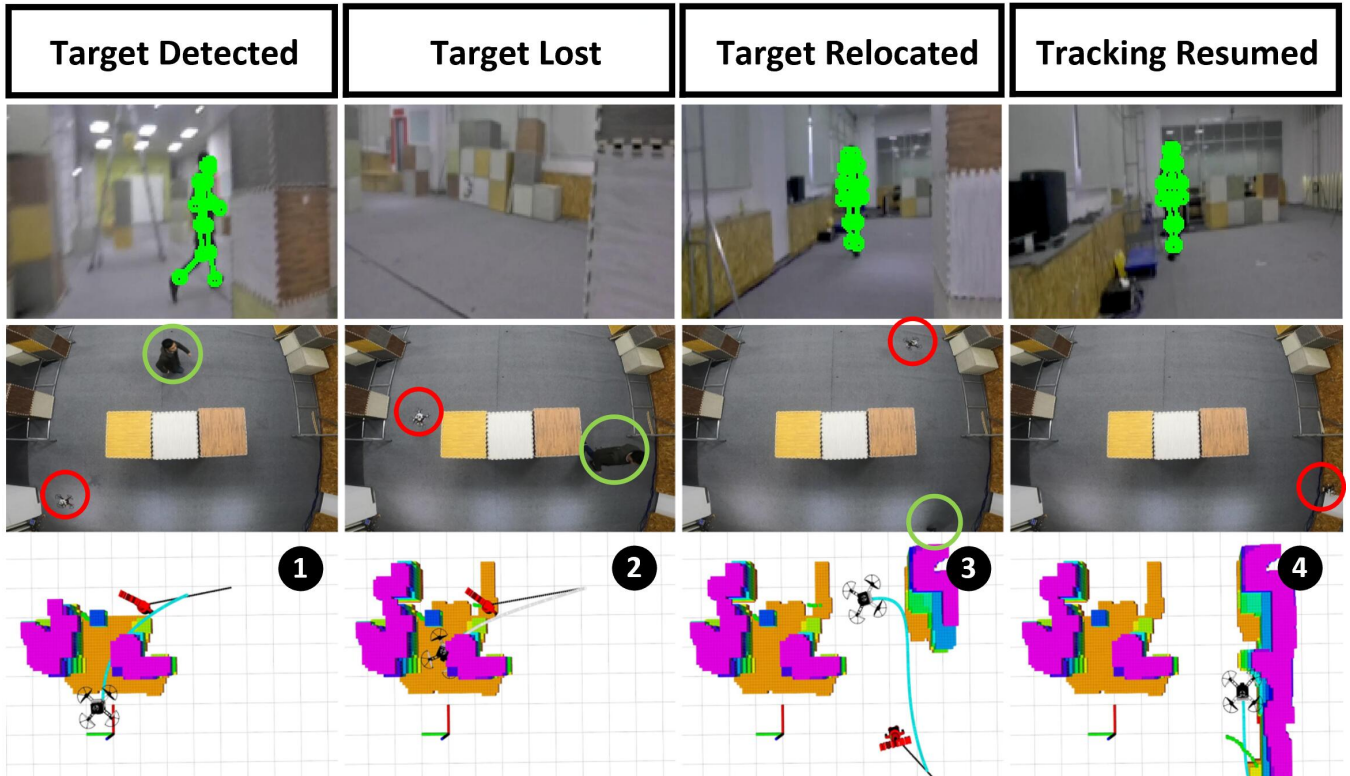 Target Detected
Target Lost
Target Relocated
Tracking Resumed
1
2
3
4